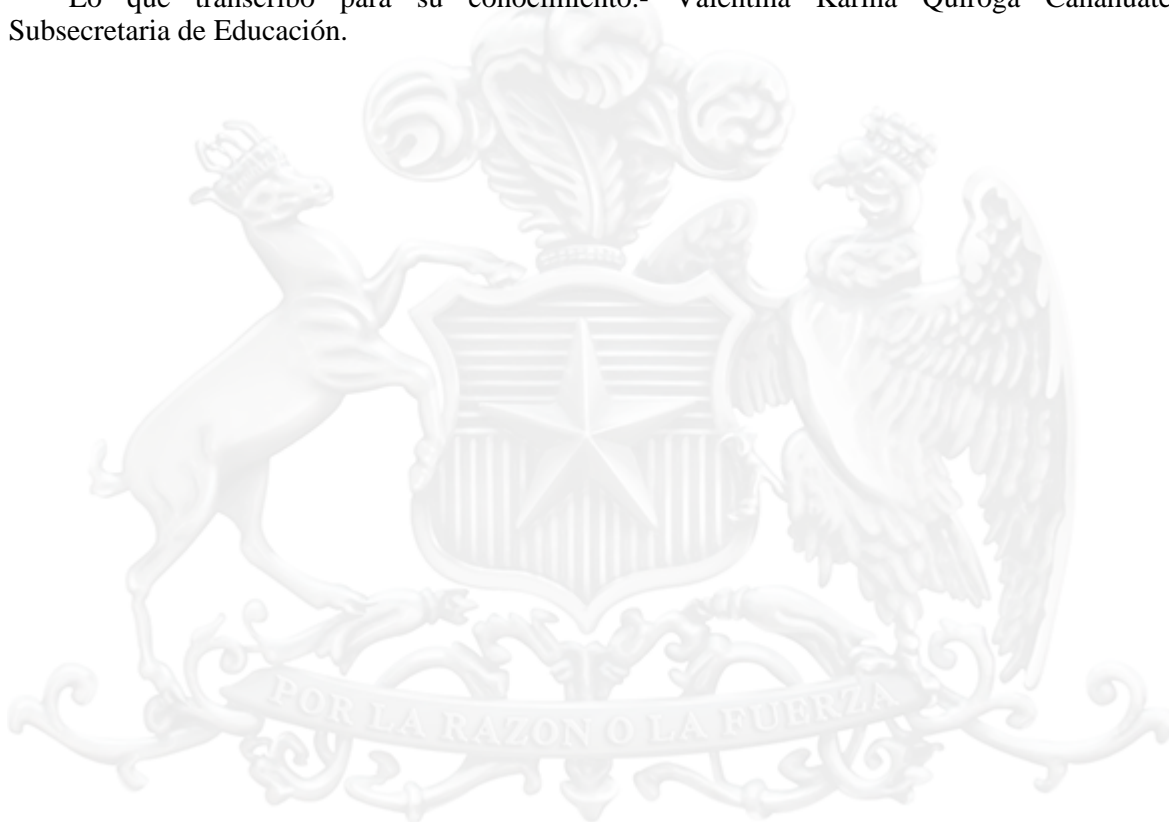 Lo que transcribo para su conocimiento.- Valentina Karina Quiroga Canahuate,
Subsecretaria de Educación.
POR LA RAZON O LA FUERZA